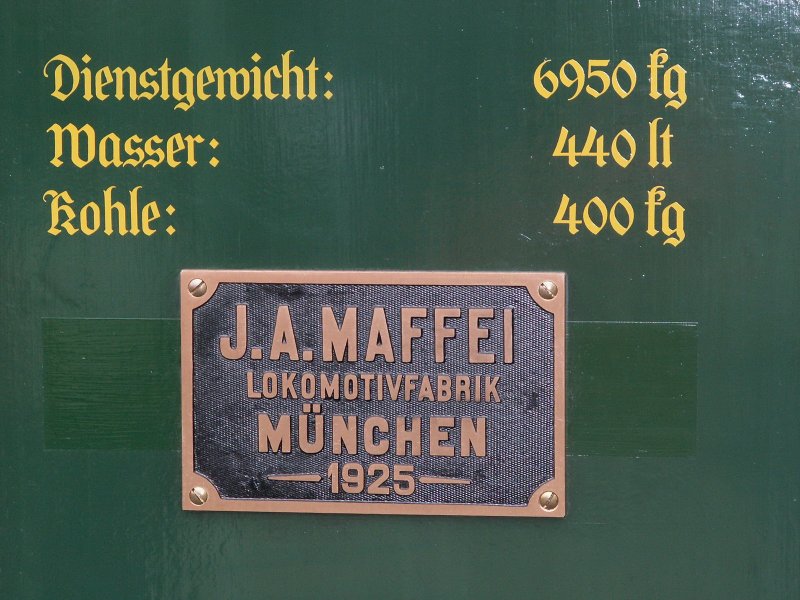 Dienstgewicht: 6950 kg
Wasser: 440 lt
Kohle: 400 kg
J.A. MAFFEI
LOKOMOTIVFABRIK
MÜNCHEN
1925